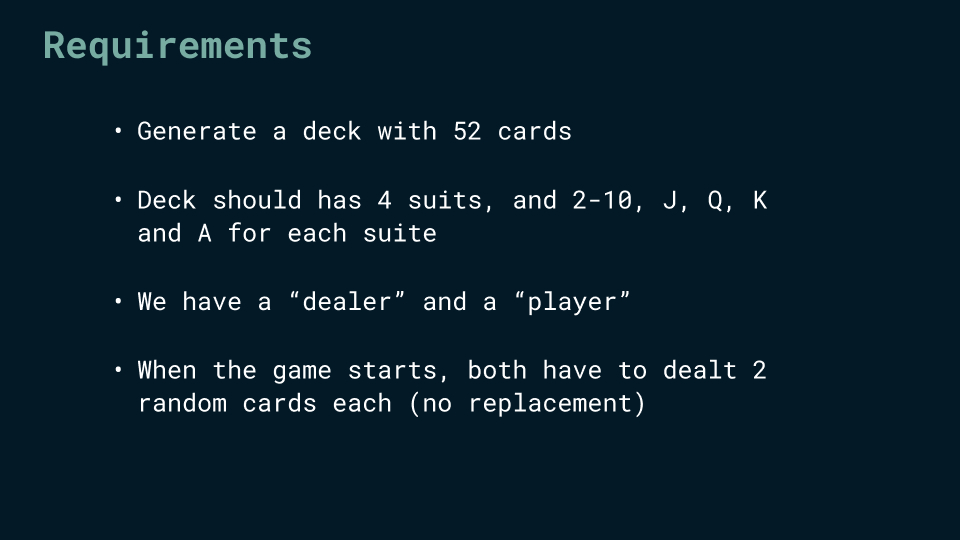 Requirements
• Generate a deck with 52 cards
• Deck should has 4 suits, and 2-10, J, Q, K
and A for each suite
• We have a “dealer” and a “player”
• When the game starts, both have to dealt 2
random cards each (no replacement)